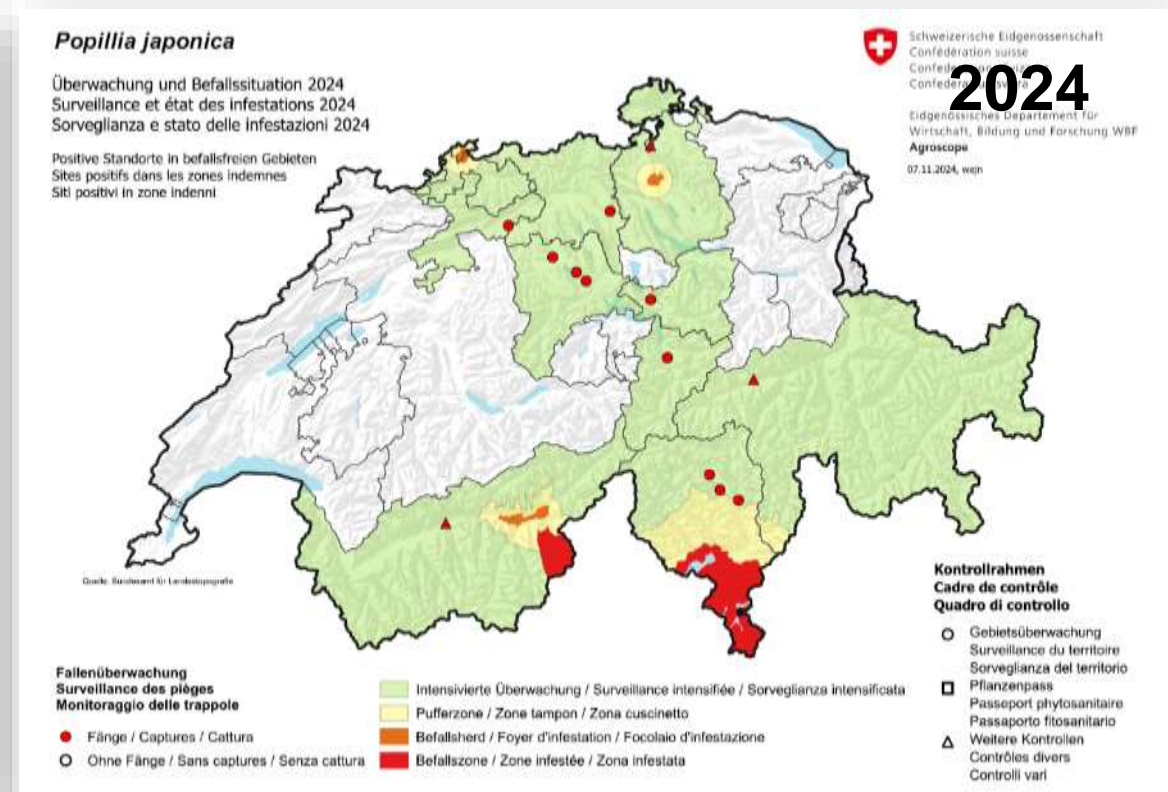 Popillia japonica
Überwachung und Befallssituation 2024
Surveillance et état des infestations 2024
Sorveglianza e stato delle infestazioni 2024
Positive Standorte in befallsfreien Gebieten
Sites positifs dans les zones indemnes
Siti positivi in zone indenni
Schweizerische Eidgenossenschaft
Confédération suisse
2024
Eidgenössisches Departement für
Wirtschaft, Bildung und Forschung WBF
Agroscope
07.11.2024, wejn
Quelle: Bundesamt für Landestopografie
Fallenüberwachung
Surveillance des pièges
Monitoraggio delle trappole
Fänge / Captures / Cattura
Ohne Fänge / Sans captures / Senza cattura
Intensivierte Überwachung / Surveillance intensifiée / Sorveglianza intensificata
Pufferzone / Zone tampon / Zona cuscinetto
Befallsherd / Foyer d'infestation / Focolaio d'infestazione
Befallszone / Zone infestée / Zona infestata
Kontrollrahmen
Cadre de contrôle
Quadro di controllo
Gebietsüberwachung
Surveillance du territoire
Sorveglianza del territorio
Pflanzenpass
Passeport phytosanitaire
Passaporto fitosanitario
Weitere Kontrollen
Contrôles divers
Controlli vari